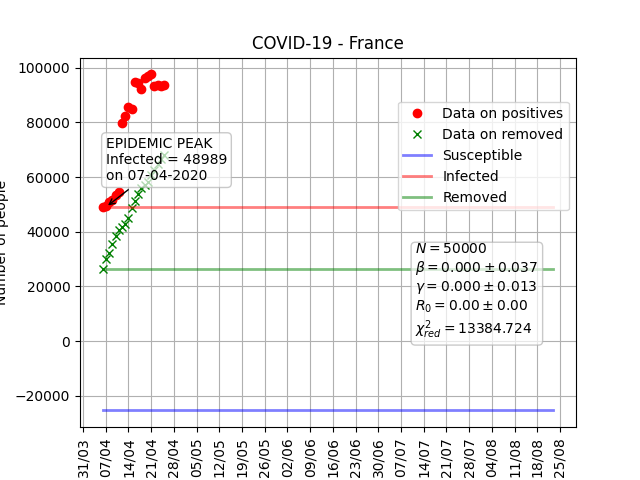 COVID-19 - France
100000
80000
60000
40000
20000
0
−20000
Number of people
EPIDEMIC PEAK
Infected = 48989
on 07-04-2020
Data on positives
Data on removed
Susceptible
Infected
Removed
N = 50000
β = 0.000 ± 0.037
γ = 0.000 ± 0.013
R₀ = 0.00 ± 0.00
χ²_red = 13384.724
31/03
07/04
14/04
21/04
28/04
05/05
12/05
19/05
26/05
02/06
09/06
16/06
23/06
30/06
07/07
14/07
21/07
28/07
04/08
11/08
18/08
25/08